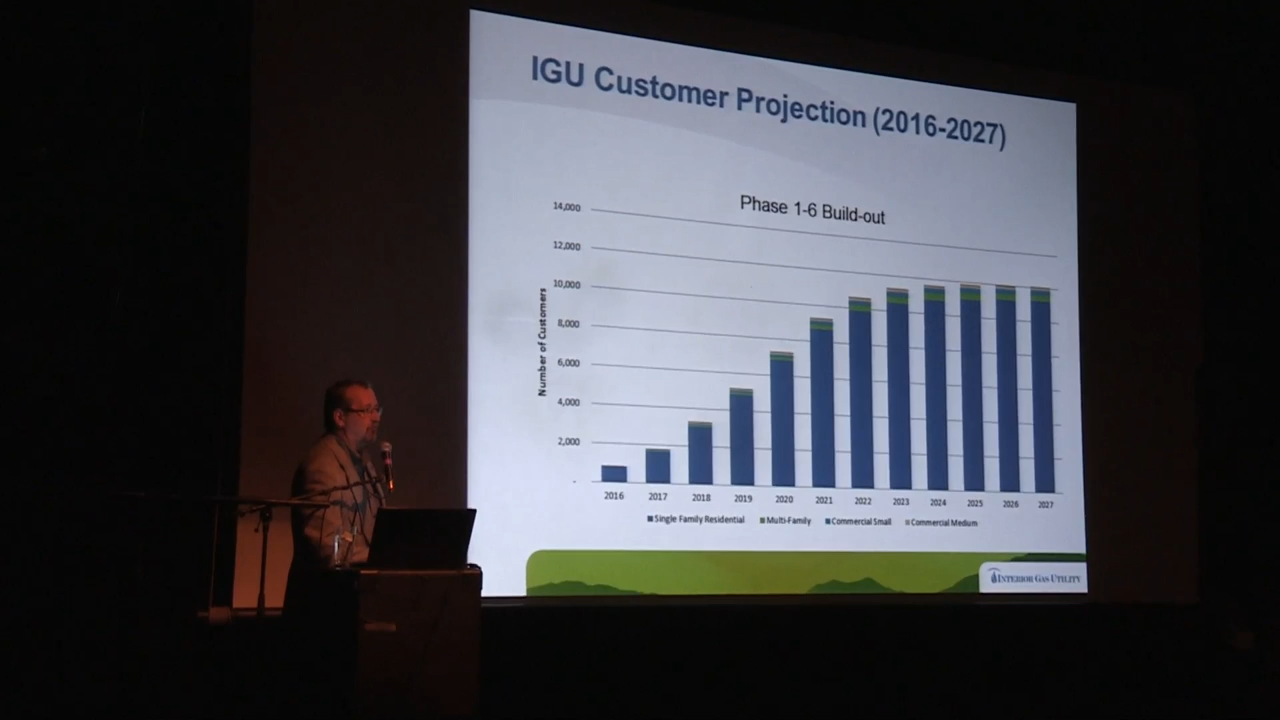 IGU Customer Projection (2016-2027)
Phase 1-6 Build-out
Number of Customers
14,000
12,000
10,000
8,000
6,000
4,000
2,000
-
2016 2017 2018 2019 2020 2021 2022 2023 2024 2025 2026 2027
Single Family Residential Multi-Family Commercial Small Commercial Medium
INTERIOR GAS UTILITY